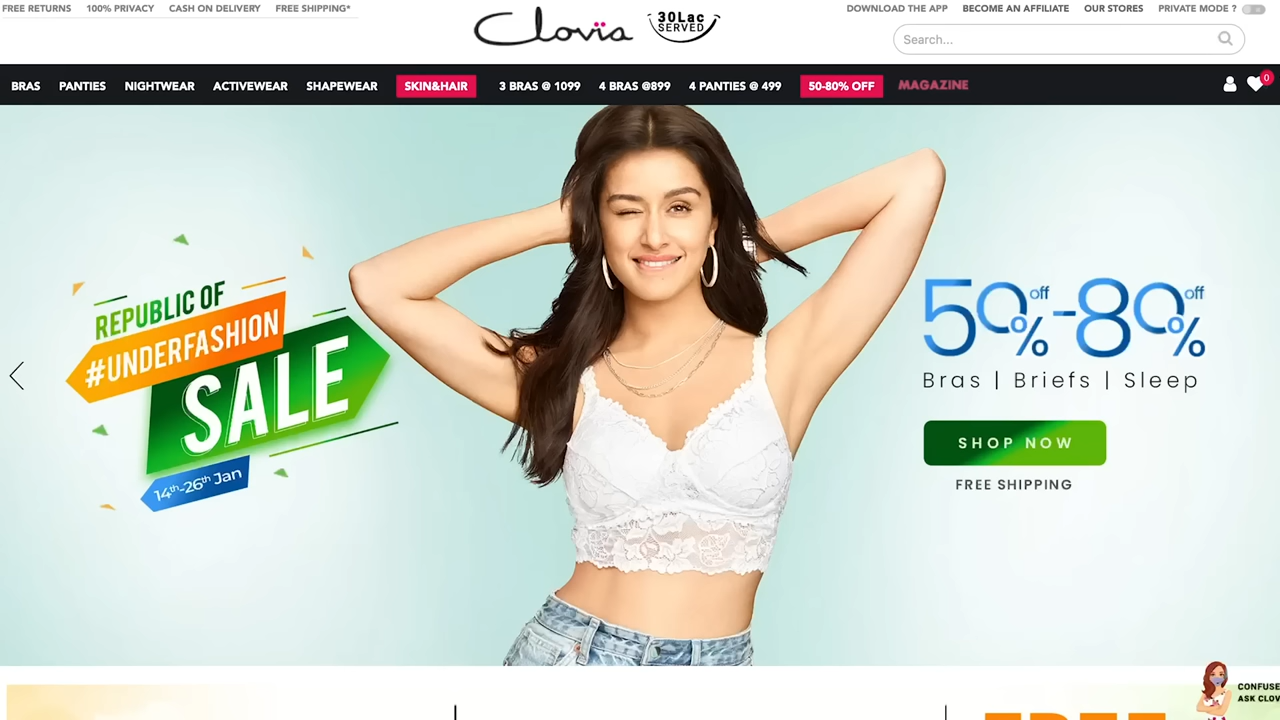 FREE RETURNS 100% PRIVACY CASH ON DELIVERY FREE SHIPPING*
Clovia
30Lac
SERVED
DOWNLOAD THE APP BECOME AN AFFILIATE OUR STORES PRIVATE MODE ?
Search...
BRAS PANTIES NIGHTWEAR ACTIVEWEAR SHAPEWEAR SKIN&HAIR 3 BRAS @ 1099 4 BRAS @899 4 PANTIES @ 499 50-80% OFF MAGAZINE 0
REPUBLIC OF
#UNDERFASHION
SALE
14th-26th Jan
50% off-80% off
Bras | Briefs | Sleep
SHOP NOW
FREE SHIPPING
CONFUSE
ASK CLOV
FREE